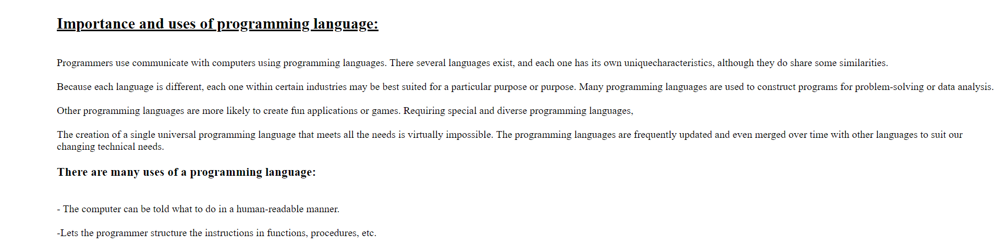 Importance and uses of programming language:
Programmers use communicate with computers using programming languages. There several languages exist, and each one has its own uniquecharacteristics, although they do share some similarities.
Because each language is different, each one within certain industries may be best suited for a particular purpose or purpose. Many programming languages are used to construct programs for problem-solving or data analysis.
Other programming languages are more likely to create fun applications or games. Requiring special and diverse programming languages,
The creation of a single universal programming language that meets all the needs is virtually impossible. The programming languages are frequently updated and even merged over time with other languages to suit our
changing technical needs.
There are many uses of a programming language:
- The computer can be told what to do in a human-readable manner.
-Lets the programmer structure the instructions in functions, procedures, etc.